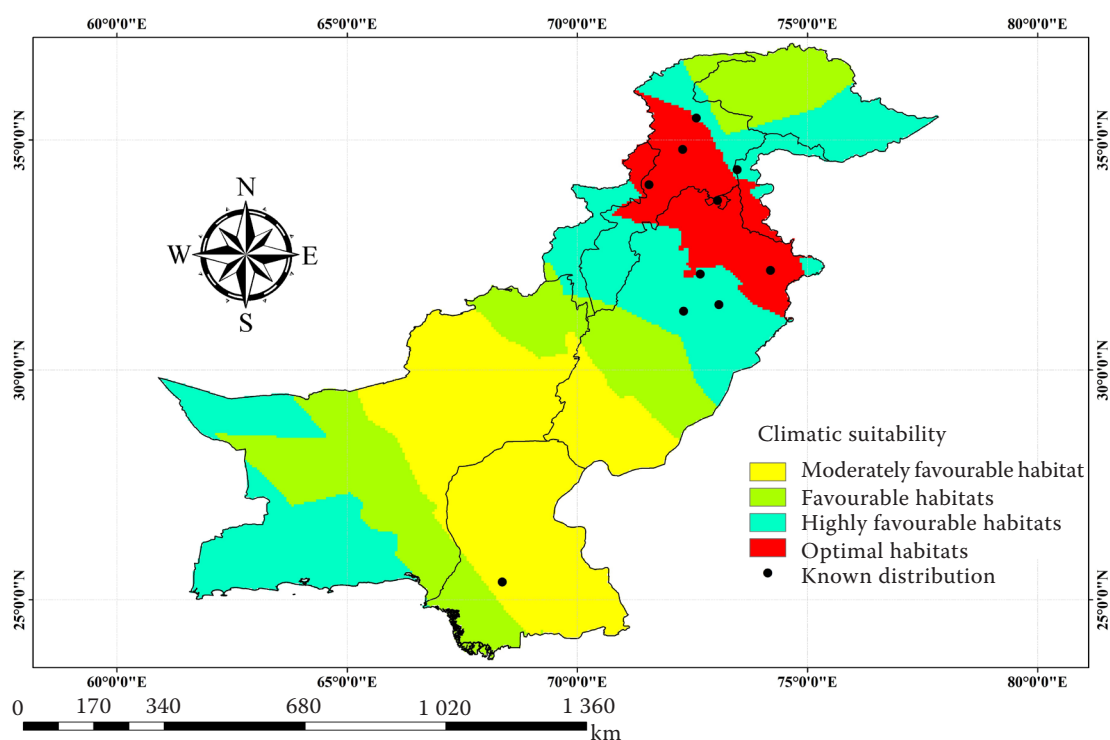 60°0'0"E 65°0'0"E 70°0'0"E 75°0'0"E 80°0'0"E
35°0'0"N 35°0'0"N
N
W E
S
30°0'0"N 30°0'0"N
Climatic suitability
Moderately favourable habitat
Favourable habitats
Highly favourable habitats
Optimal habitats
Known distribution
25°0'0"N 25°0'0"N
60°0'0"E 65°0'0"E 70°0'0"E 75°0'0"E 80°0'0"E
0 170 340 680 1 020 1 360
km